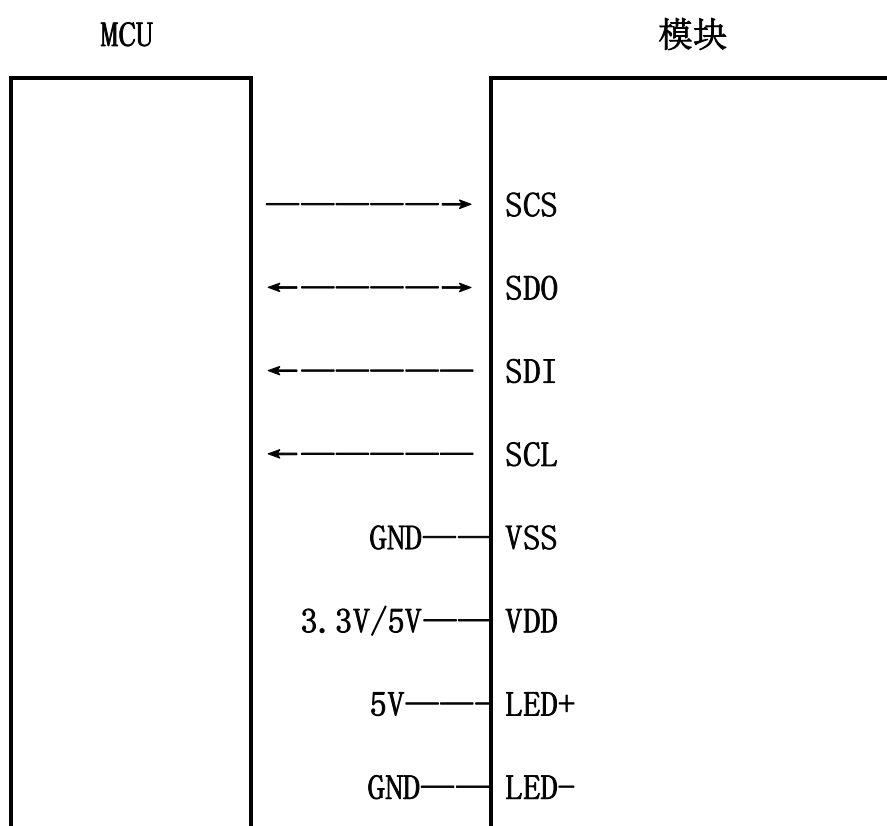 MCU 模块
SCS
SDO
SDI
SCL
GND VSS
3.3V/5V VDD
5V LED+
GND LED-